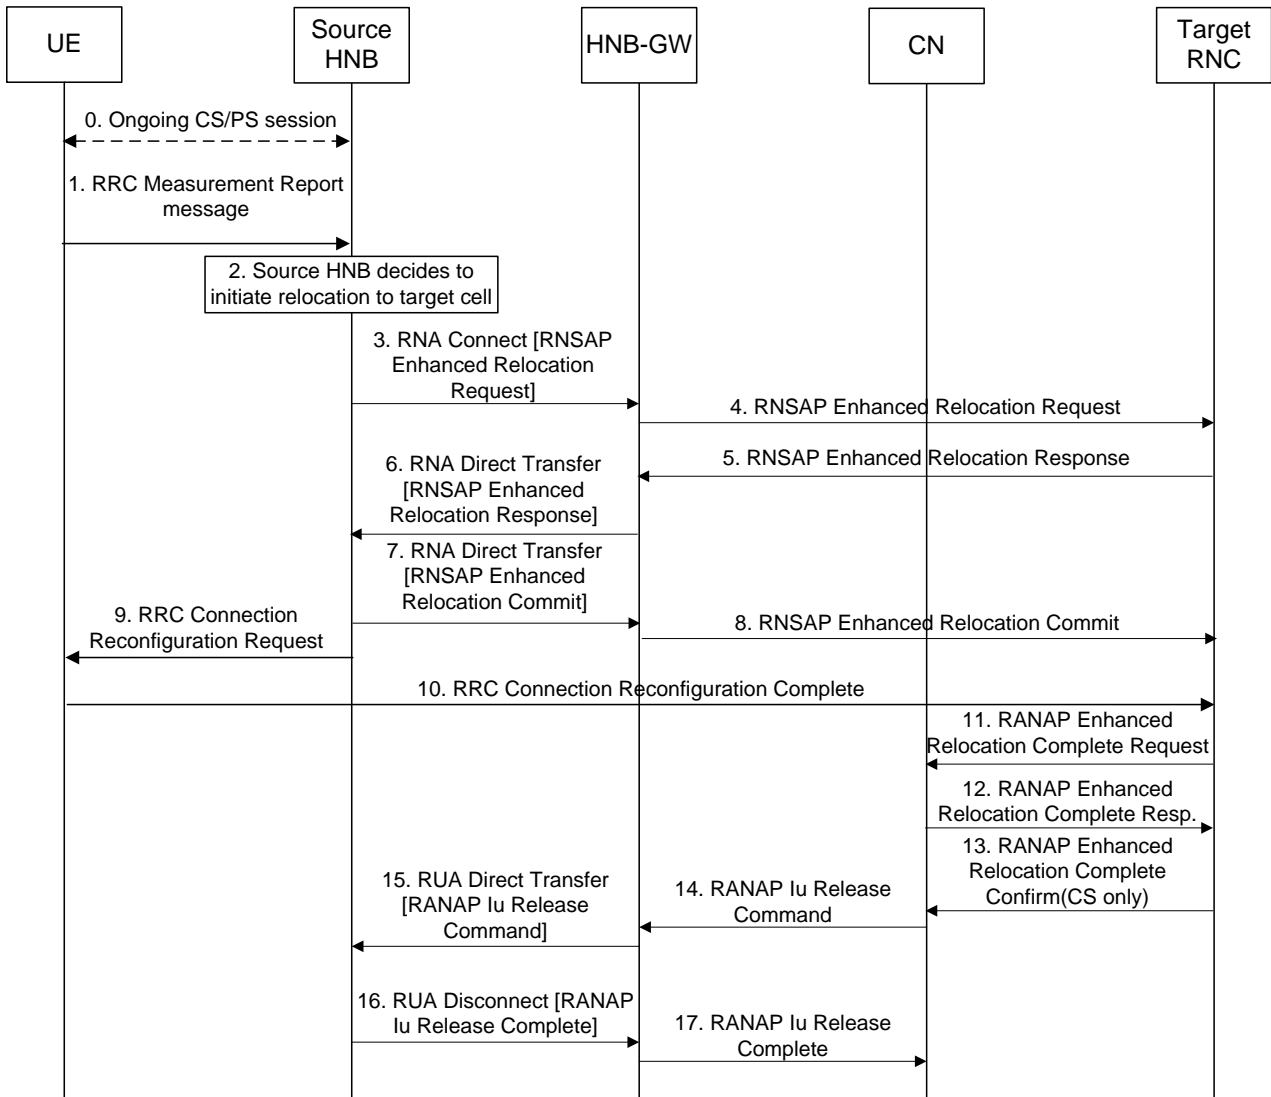 UE
Source
HNB
HNB-GW
CN
Target
RNC
0. Ongoing CS/PS session
1. RRC Measurement Report
message
2. Source HNB decides to
initiate relocation to target cell
3. RNA Connect [RNSAP
Enhanced Relocation
Request]
4. RNSAP Enhanced Relocation Request
5. RNSAP Enhanced Relocation Response
6. RNA Direct Transfer
[RNSAP Enhanced
Relocation Response]
7. RNA Direct Transfer
[RNSAP Enhanced
Relocation Commit]
8. RNSAP Enhanced Relocation Commit
9. RRC Connection
Reconfiguration Request
10. RRC Connection Reconfiguration Complete
11. RANAP Enhanced
Relocation Complete Request
12. RANAP Enhanced
Relocation Complete Resp.
13. RANAP Enhanced
Relocation Complete
Confirm(CS only)
14. RANAP Iu Release
Command
15. RUA Direct Transfer
[RANAP Iu Release
Command]
16. RUA Disconnect [RANAP
Iu Release Complete]
17. RANAP Iu Release
Complete